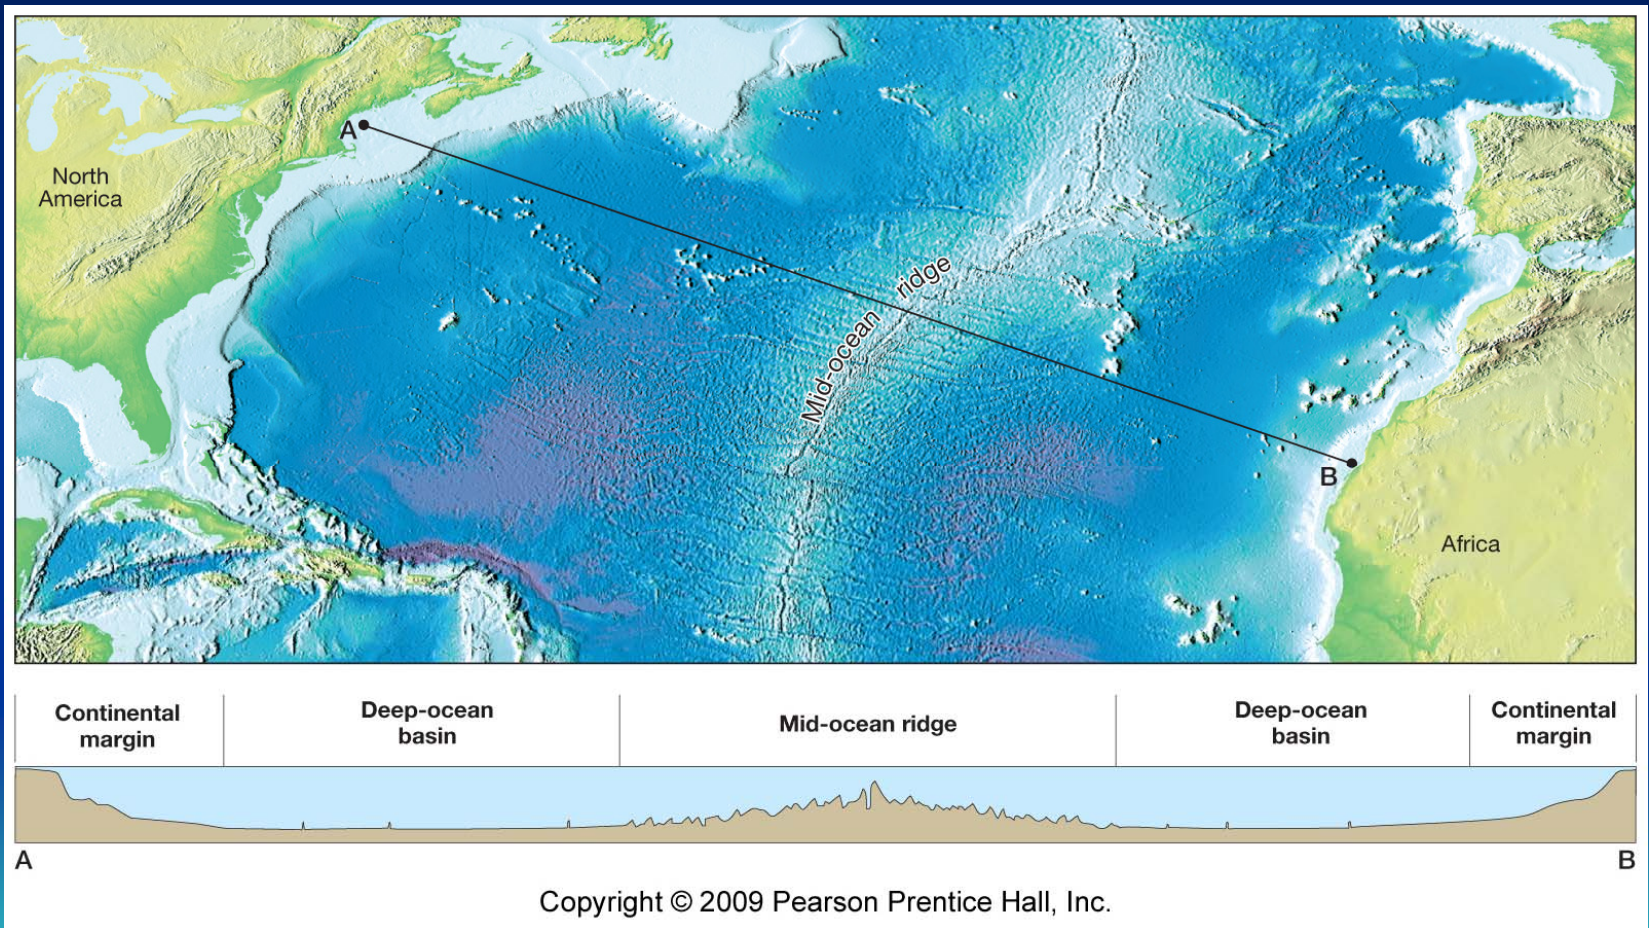 A
North
America
Mid-ocean ridge
B
Africa
Continental
margin
Deep-ocean
basin
Mid-ocean ridge
Deep-ocean
basin
Continental
margin
A
B
Copyright © 2009 Pearson Prentice Hall, Inc.